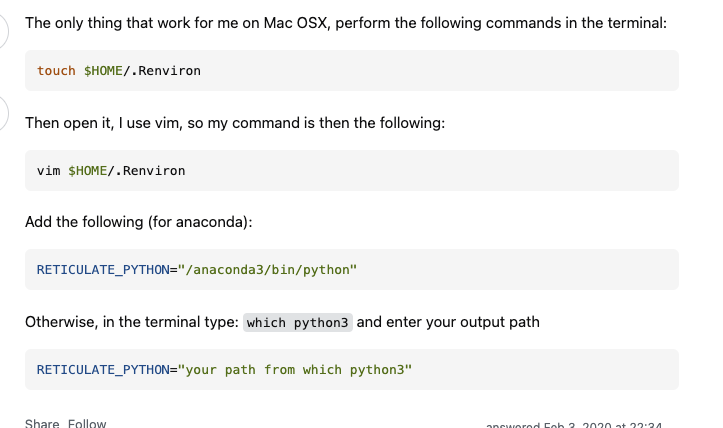 The only thing that work for me on Mac OSX, perform the following commands in the terminal:
touch $HOME/.Renviron
Then open it, I use vim, so my command is then the following:
vim $HOME/.Renviron
Add the following (for anaconda):
RETICULATE_PYTHON="/anaconda3/bin/python"
Otherwise, in the terminal type: which python3 and enter your output path
RETICULATE_PYTHON="your path from which python3"
Share Follow
answered Feb 3, 2020 at 22:34